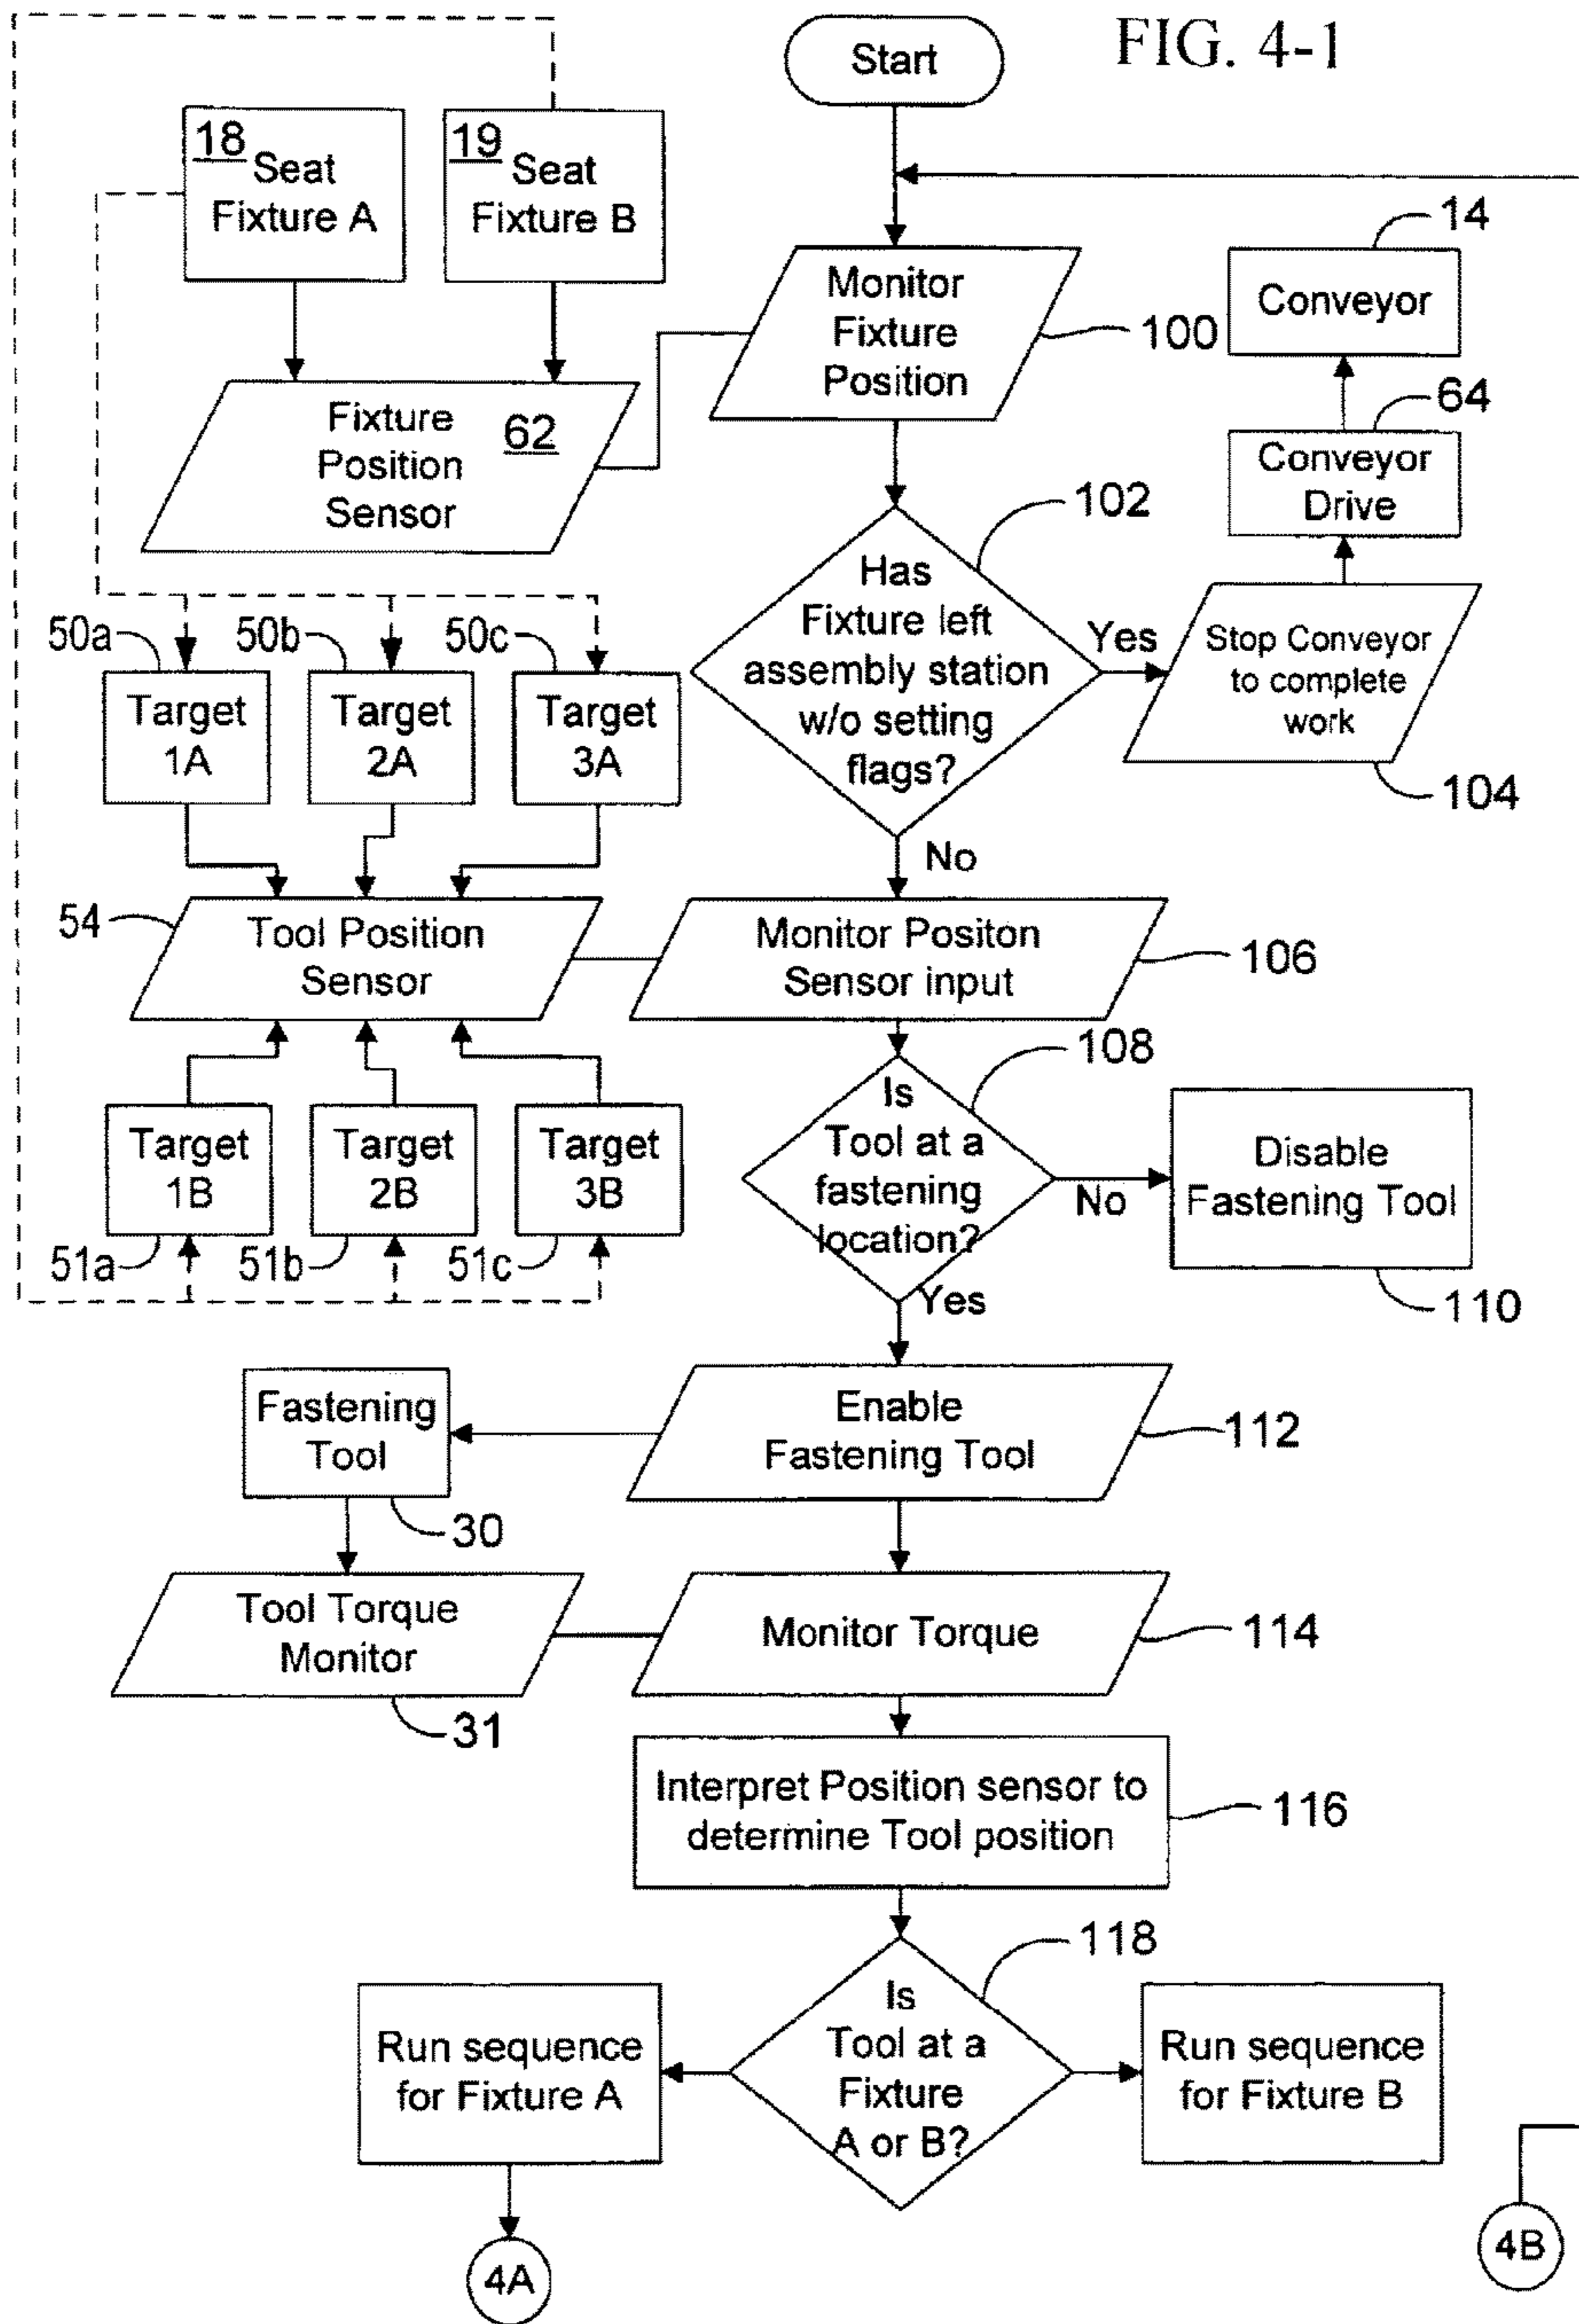 FIG. 4-1
Start
18
Seat
Fixture A
19
Seat
Fixture B
Monitor
Fixture
Position
100
14
Conveyor
64
Conveyor
Drive
Fixture
Position
Sensor
62
102
Has
Fixture left
assembly station
w/o setting
flags?
Yes
Stop Conveyor
to complete
work
104
No
50a
50b
50c
Target
1A
Target
2A
Target
3A
54
Tool Position
Sensor
Monitor Positon
Sensor input
106
Target
1B
Target
2B
Target
3B
51a
51b
51c
108
Is
Tool at a
fastening
location?
No
Disable
Fastening Tool
110
Yes
Fastening
Tool
30
Enable
Fastening Tool
112
Tool Torque
Monitor
31
Monitor Torque
114
Interpret Position sensor to
determine Tool position
116
118
Is
Tool at a
Fixture
A or B?
Run sequence
for Fixture A
Run sequence
for Fixture B
4A
4B